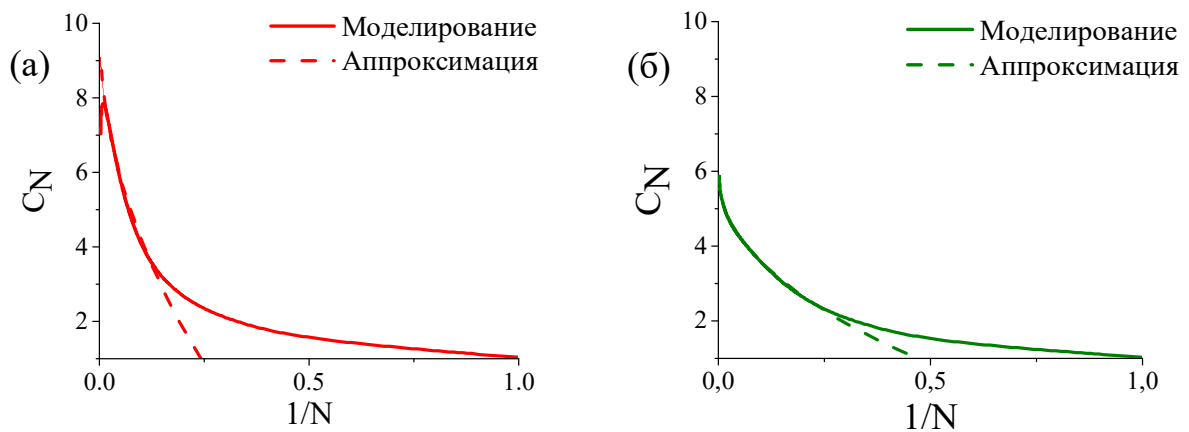 (а)
Моделирование
Аппроксимация
10
8
6
4
2
C_N
0.0
0.5
1.0
1/N
(б)
Моделирование
Аппроксимация
10
8
6
4
2
C_N
0,0
0,5
1,0
1/N